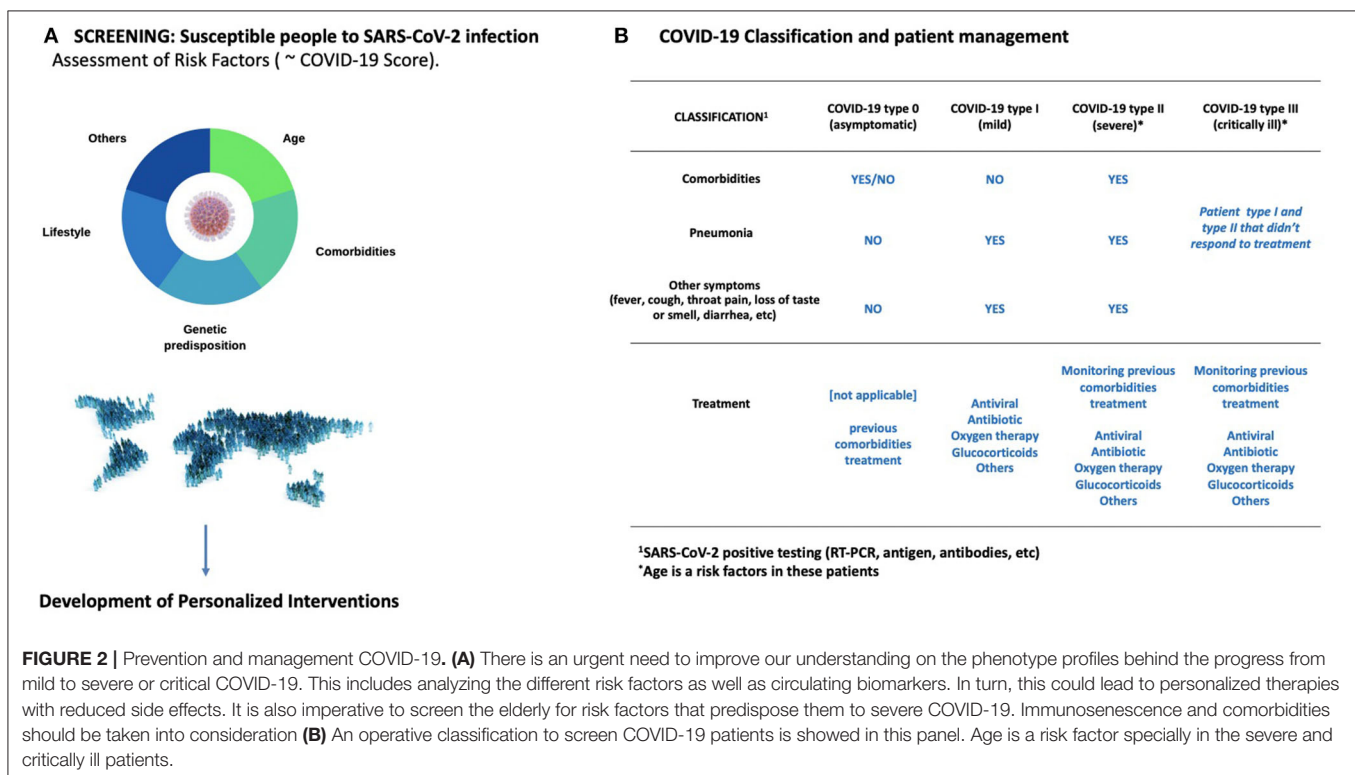 A SCREENING: Susceptible people to SARS-CoV-2 infection
Assessment of Risk Factors ( ~ COVID-19 Score).
Others
Age
Lifestyle
Comorbidities
Genetic
predisposition
Development of Personalized Interventions
B COVID-19 Classification and patient management
CLASSIFICATION¹
COVID-19 type 0
(asymptomatic)
COVID-19 type I
(mild)
COVID-19 type II
(severe)*
COVID-19 type III
(critically ill)*
Comorbidities
YES/NO
NO
YES
Pneumonia
NO
YES
YES
Patient type I and
type II that didn't
respond to treatment
Other symptoms
(fever, cough, throat pain, loss of taste
or smell, diarrhea, etc)
NO
YES
YES
Treatment
[not applicable]
previous
comorbidities
treatment
Antiviral
Antibiotic
Oxygen therapy
Glucocorticoids
Others
Monitoring previous
comorbidities
treatment
Antiviral
Antibiotic
Oxygen therapy
Glucocorticoids
Others
Monitoring previous
comorbidities
treatment
Antiviral
Antibiotic
Oxygen therapy
Glucocorticoids
Others
¹SARS-CoV-2 positive testing (RT-PCR, antigen, antibodies, etc)
*Age is a risk factors in these patients
FIGURE 2 | Prevention and management COVID-19. (A) There is an urgent need to improve our understanding on the phenotype profiles behind the progress from
mild to severe or critical COVID-19. This includes analyzing the different risk factors as well as circulating biomarkers. In turn, this could lead to personalized therapies
with reduced side effects. It is also imperative to screen the elderly for risk factors that predispose them to severe COVID-19. Immunosenescence and comorbidities
should be taken into consideration (B) An operative classification to screen COVID-19 patients is showed in this panel. Age is a risk factor specially in the severe and
critically ill patients.